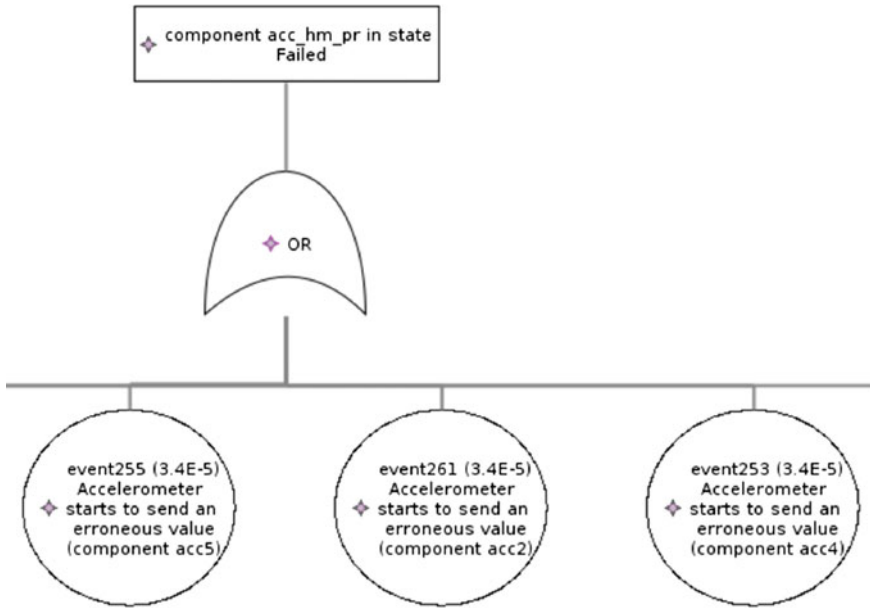 component acc_hm_pr in state
Failed
OR
event255 (3.4E-5)
Accelerometer
starts to send an
erroneous value
(component acc5)
event261 (3.4E-5)
Accelerometer
starts to send an
erroneous value
(component acc2)
event253 (3.4E-5)
Accelerometer
starts to send an
erroneous value
(component acc4)